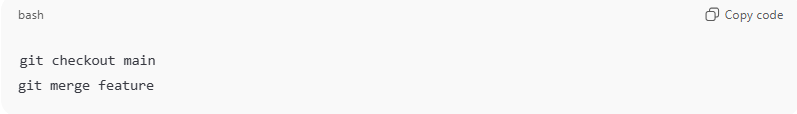 bash
Copy code
git checkout main
git merge feature